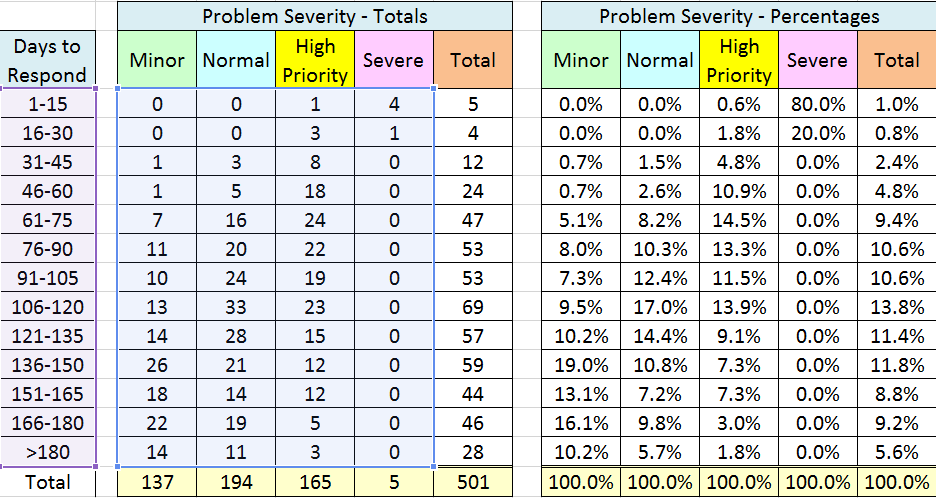 Problem Severity - Totals Problem Severity - Percentages
Days to Respond Minor Normal High Priority Severe Total Minor Normal High Priority Severe Total
1-15 0 0 1 4 5 0.0% 0.0% 0.6% 80.0% 1.0%
16-30 0 0 3 1 4 0.0% 0.0% 1.8% 20.0% 0.8%
31-45 1 3 8 0 12 0.7% 1.5% 4.8% 0.0% 2.4%
46-60 1 5 18 0 24 0.7% 2.6% 10.9% 0.0% 4.8%
61-75 7 16 24 0 47 5.1% 8.2% 14.5% 0.0% 9.4%
76-90 11 20 22 0 53 8.0% 10.3% 13.3% 0.0% 10.6%
91-105 10 24 19 0 53 7.3% 12.4% 11.5% 0.0% 10.6%
106-120 13 33 23 0 69 9.5% 17.0% 13.9% 0.0% 13.8%
121-135 14 28 15 0 57 10.2% 14.4% 9.1% 0.0% 11.4%
136-150 26 21 12 0 59 19.0% 10.8% 7.3% 0.0% 11.8%
151-165 18 14 12 0 44 13.1% 7.2% 7.3% 0.0% 8.8%
166-180 22 19 5 0 46 16.1% 9.8% 3.0% 0.0% 9.2%
>180 14 11 3 0 28 10.2% 5.7% 1.8% 0.0% 5.6%
Total 137 194 165 5 501 100.0% 100.0% 100.0% 100.0% 100.0%